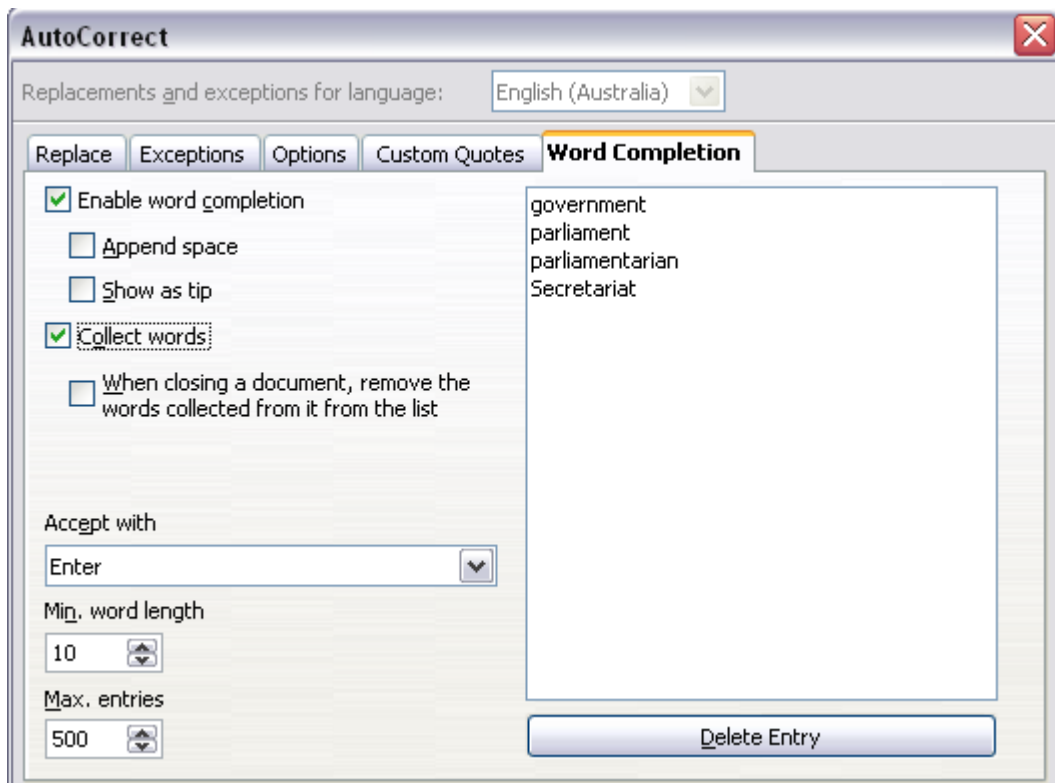 AutoCorrect
Replacements and exceptions for language: English (Australia)
Replace Exceptions Options Custom Quotes Word Completion
Enable word completion
Append space
Show as tip
Collect words
When closing a document, remove the
words collected from it from the list
Accept with
Enter
Min. word length
10
Max. entries
500
government
parliament
parliamentarian
Secretariat
Delete Entry